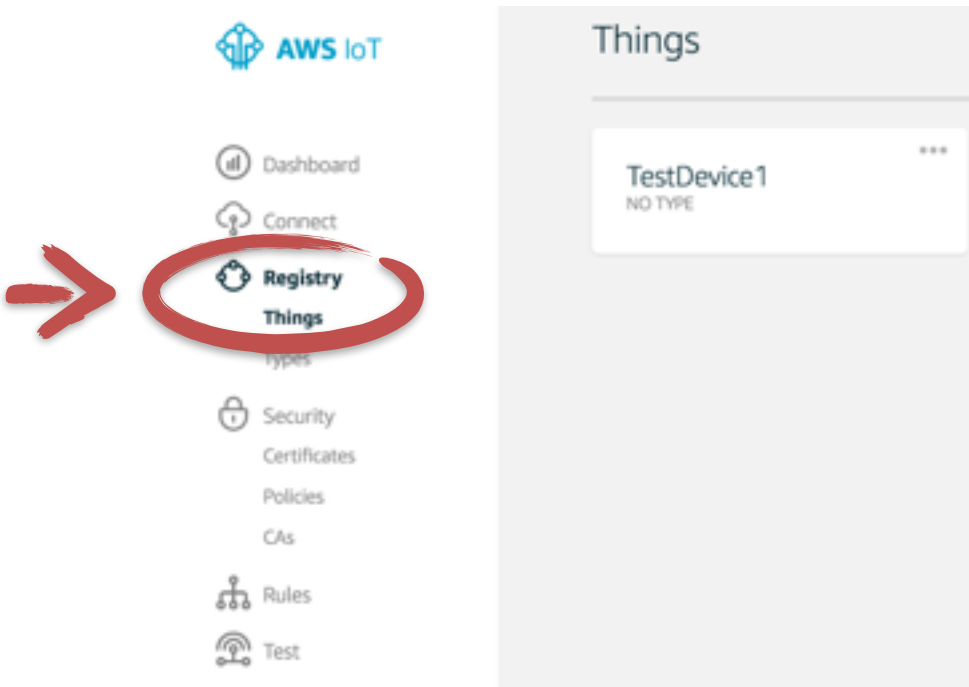 AWS IoT
Dashboard
Connect
Registry
Things
Types
Security
Certificates
Policies
CAs
Rules
Test
Things
TestDevice1
NO TYPE